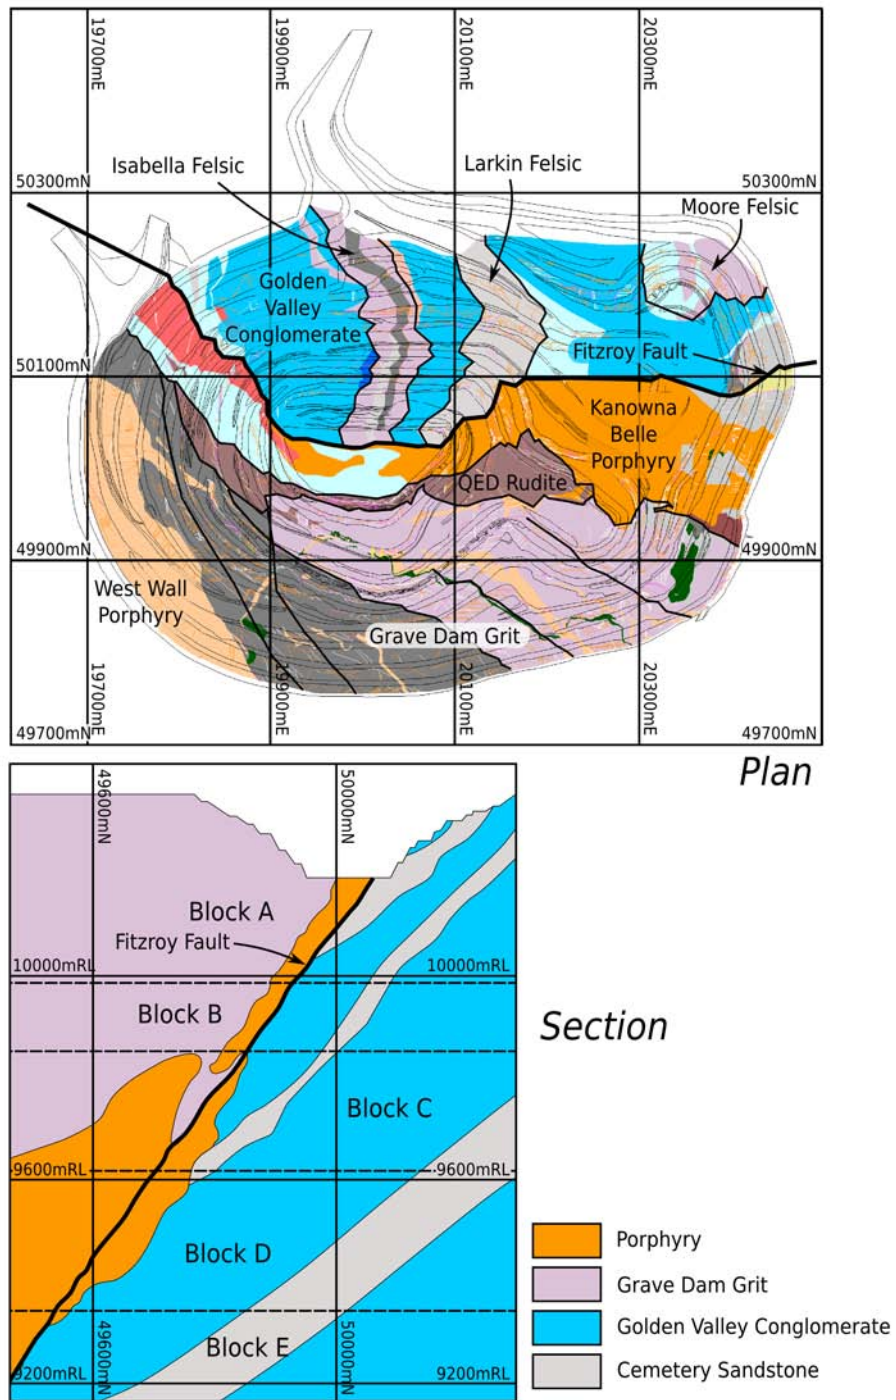 19700mE
19900mE
20100mE
20300mE
Isabella Felsic
Larkin Felsic
50300mN
50300mN
Moore Felsic
Golden
Valley
Conglomerate
Fitzroy Fault
50100mN
50100mN
Kanowna
Belle
Porphyry
QED Rudite
49900mN
49900mN
West Wall
Porphyry
Grave Dam Grit
19700mE
19900mE
20100mE
20300mE
49700mN
49700mN
Plan
49600mN
50000mN
Block A
Fitzroy Fault
10000mRL
10000mRL
Block B
Section
Block C
9600mRL
9600mRL
Block D
Block E
49600mN
50000mN
9200mRL
9200mRL
Porphyry
Grave Dam Grit
Golden Valley Conglomerate
Cemetery Sandstone